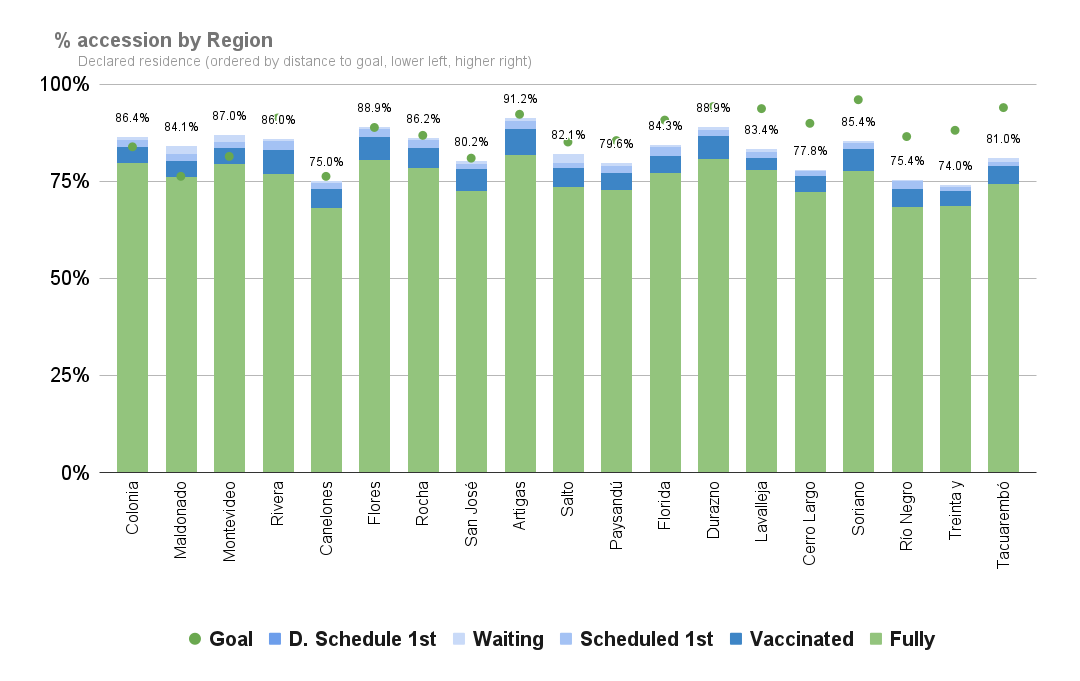 % accession by Region
Declared residence (ordered by distance to goal, lower left, higher right)
100%
75%
50%
25%
0%
86.4%
84.1%
87.0%
86.0%
75.0%
88.9%
86.2%
80.2%
91.2%
82.1%
79.6%
84.3%
88.9%
83.4%
77.8%
85.4%
75.4%
74.0%
81.0%
Colonia
Maldonado
Montevideo
Rivera
Canelones
Flores
Rocha
San José
Artigas
Salto
Paysandú
Florida
Durazno
Lavalleja
Cerro Largo
Soriano
Río Negro
Treinta y
Tacuarembó
Goal D. Schedule 1st Waiting Scheduled 1st Vaccinated Fully